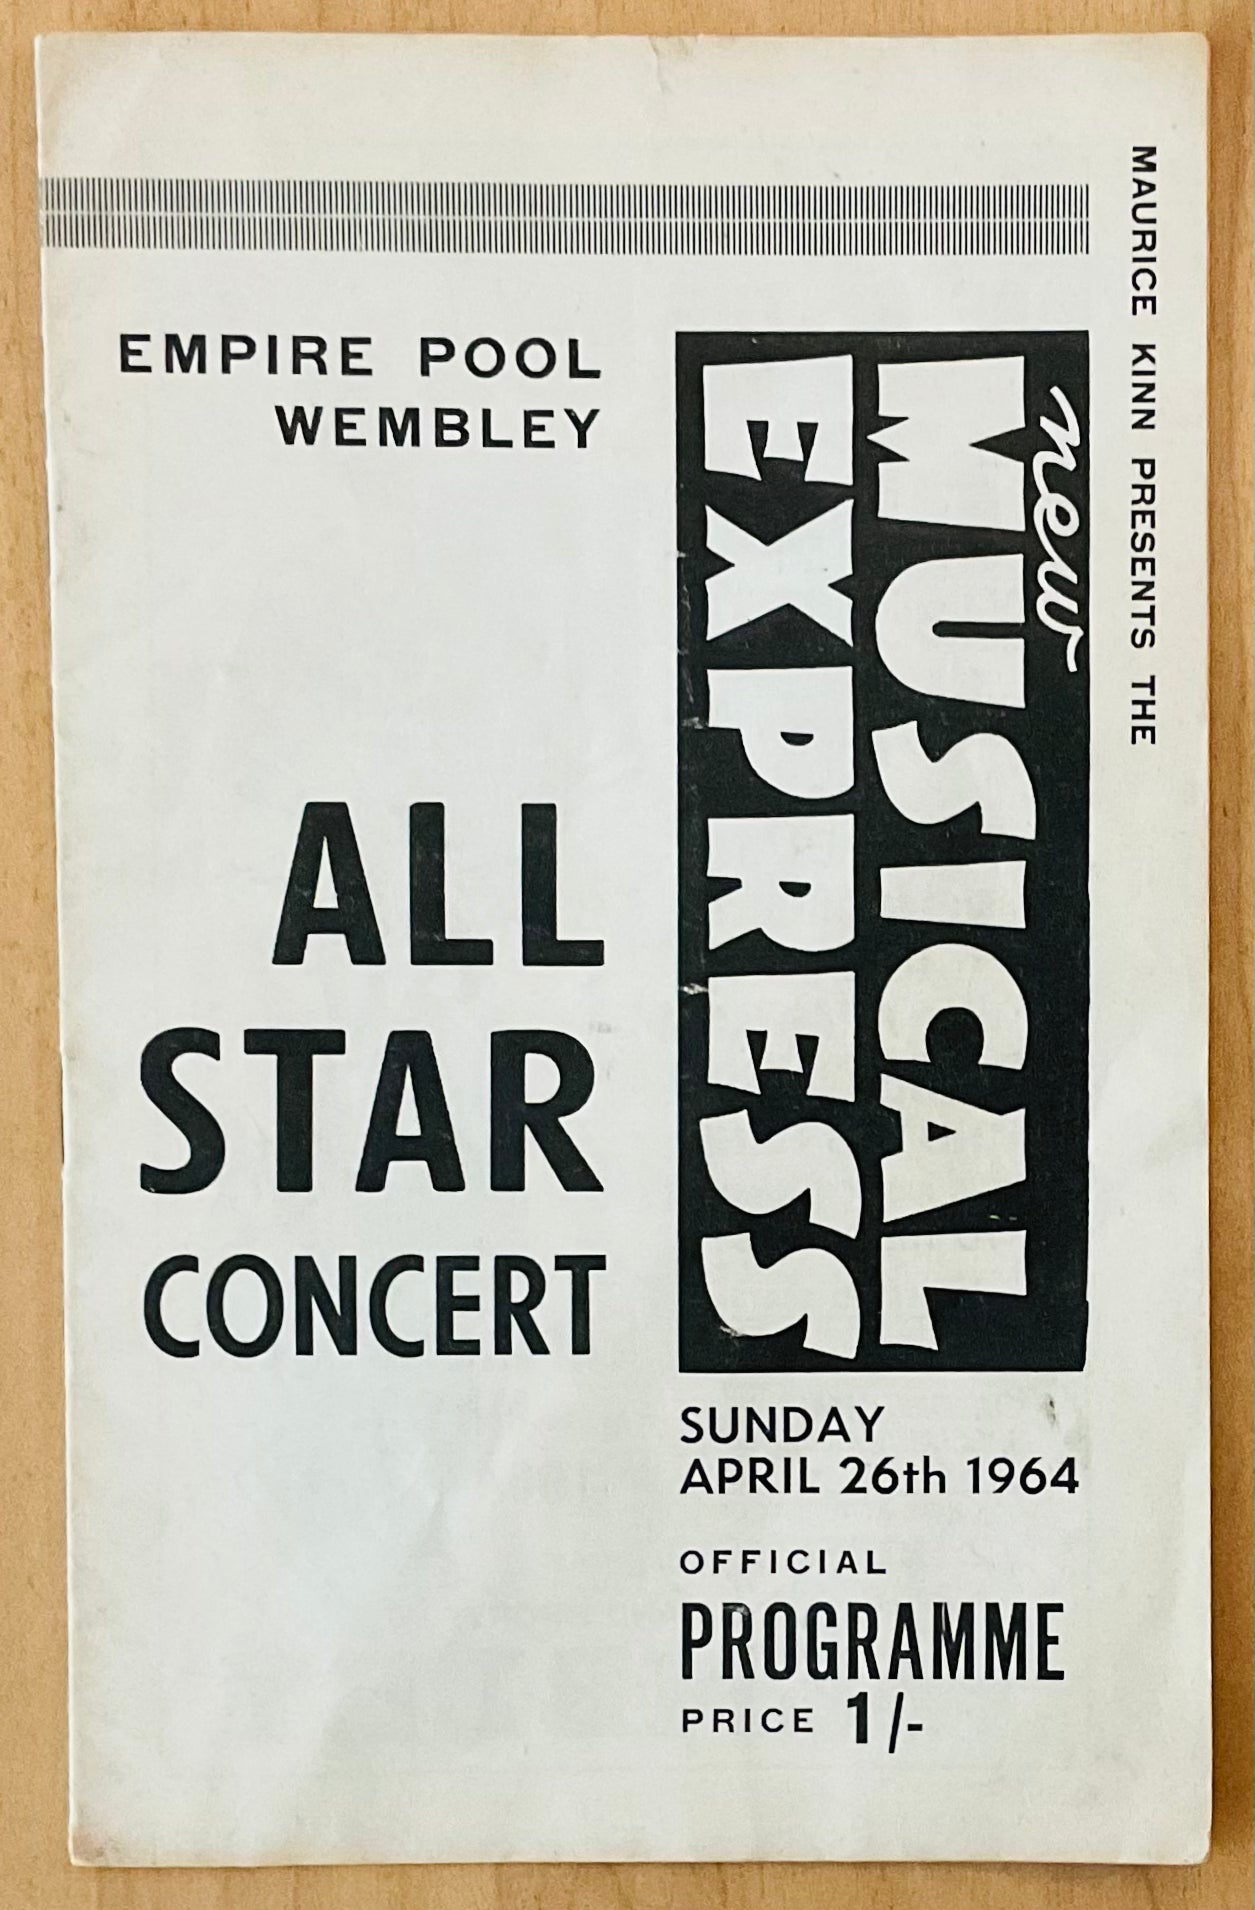 MAURICE KINN PRESENTS THE
new
MUSICAL
EXPRESS
EMPIRE POOL
WEMBLEY
ALL
STAR
CONCERT
SUNDAY
APRIL 26th 1964
OFFICIAL
PROGRAMME
PRICE 1/-